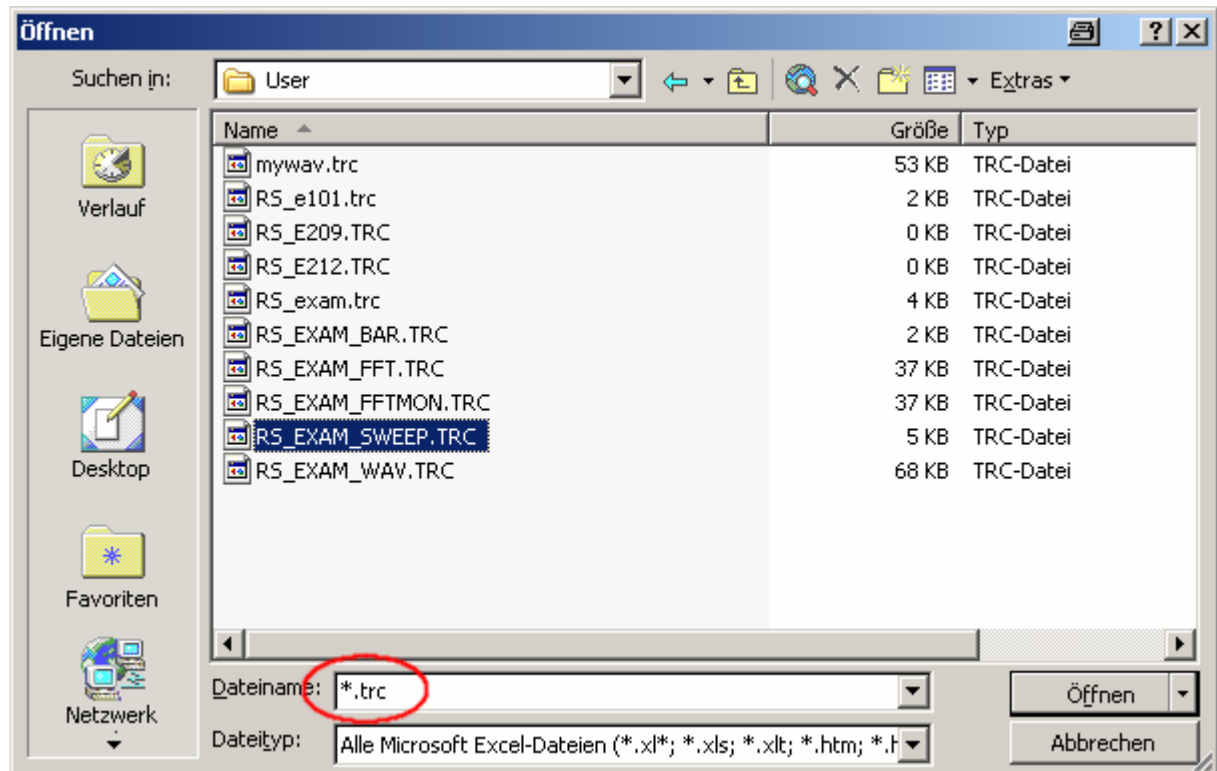 Öffnen
Suchen in: User Extras
Name Größe Typ
mywav.trc 53 KB TRC-Datei
RS_e101.trc 2 KB TRC-Datei
RS_E209.TRC 0 KB TRC-Datei
RS_E212.TRC 0 KB TRC-Datei
RS_exam.trc 4 KB TRC-Datei
RS_EXAM_BAR.TRC 2 KB TRC-Datei
RS_EXAM_FFT.TRC 37 KB TRC-Datei
RS_EXAM_FFTMON.TRC 37 KB TRC-Datei
RS_EXAM_SWEEP.TRC 5 KB TRC-Datei
RS_EXAM_WAV.TRC 68 KB TRC-Datei
Verlauf
Eigene Dateien
Desktop
Favoriten
Netzwerk
Dateiname: *.trc Öffnen
Dateityp: Alle Microsoft Excel-Dateien (*.xl*; *.xls; *.xlt; *.htm; *.h Abbrechen